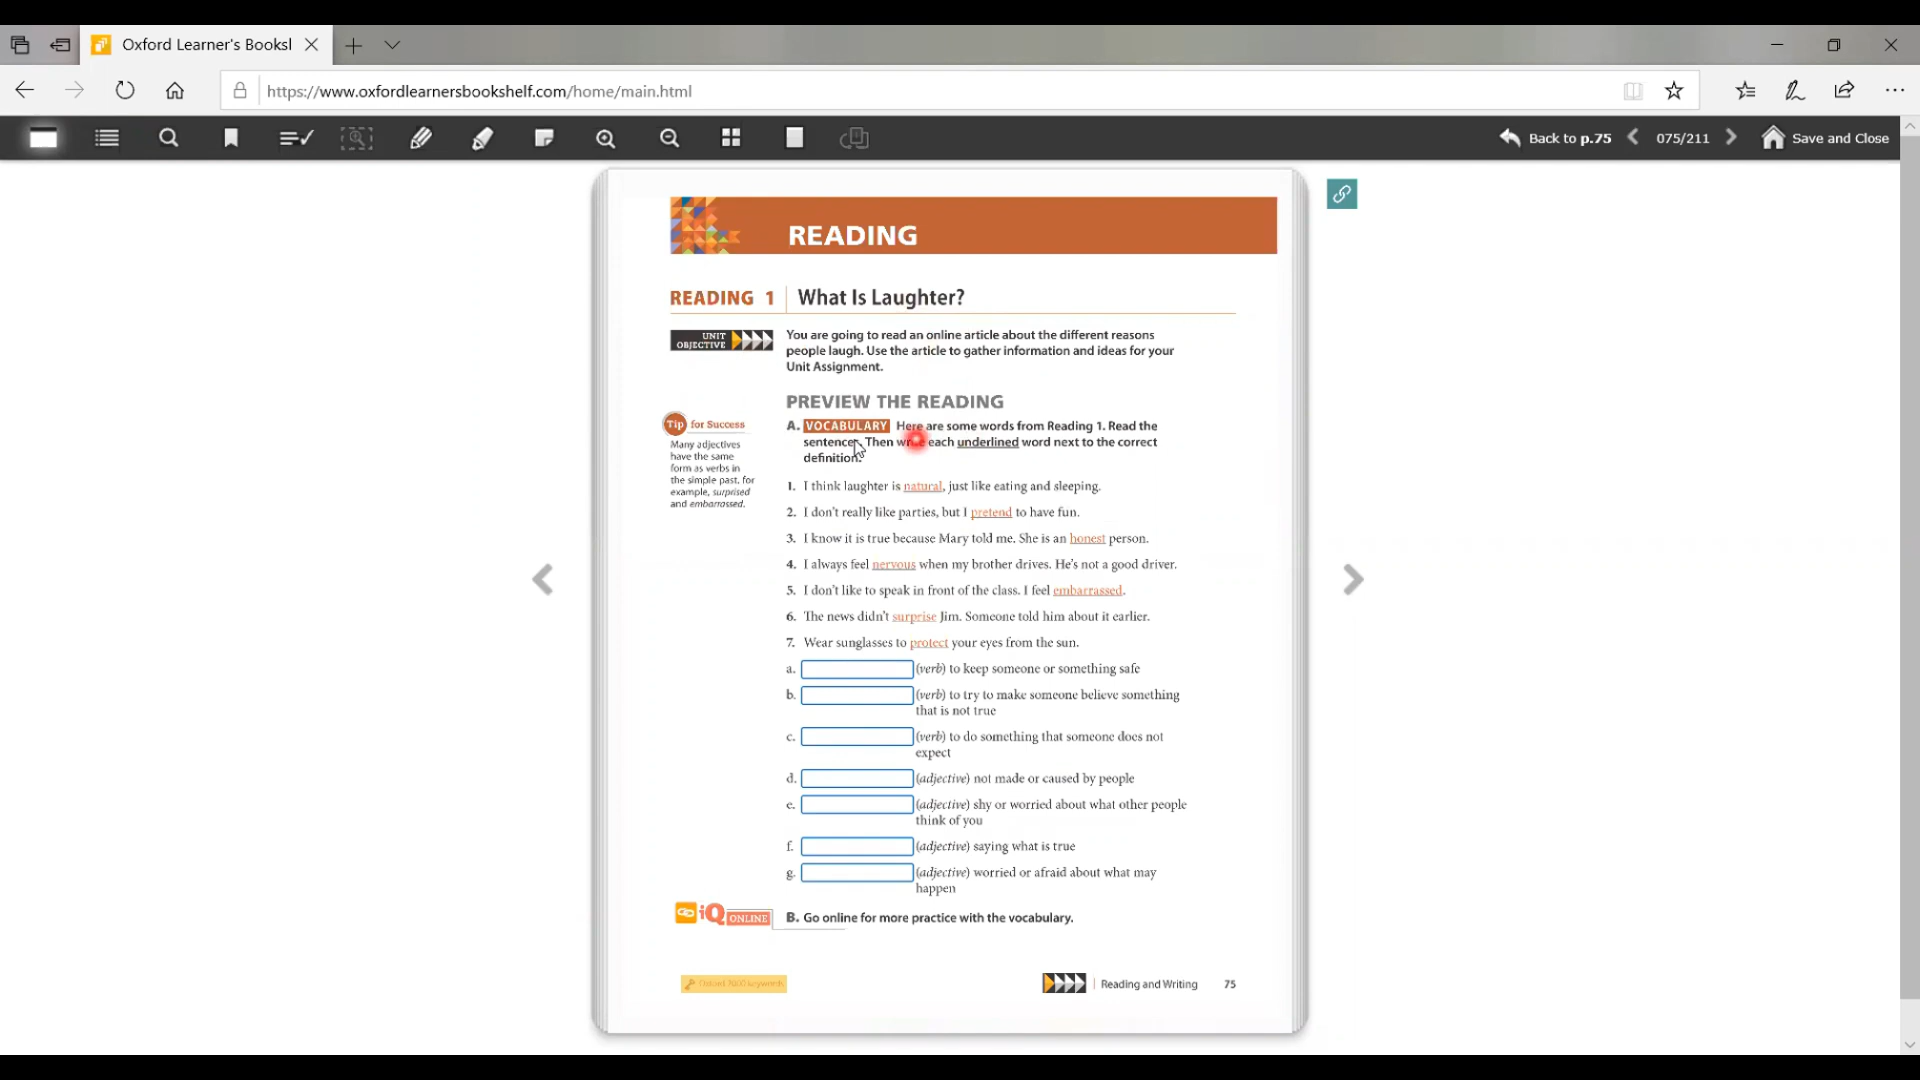 Oxford Learner's Booksl
https://www.oxfordlearnersbookshelf.com/home/main.html
Back to p.75
075/211
Save and Close
READING
READING 1 What Is Laughter?
UNIT OBJECTIVE
You are going to read an online article about the different reasons
people laugh. Use the article to gather information and ideas for your
Unit Assignment.
PREVIEW THE READING
Tip for Success
Many adjectives
have the same
form as verbs in
the simple past, for
example, surprised
and embarrassed.
A. VOCABULARY Here are some words from Reading 1. Read the
sentences. Then write each underlined word next to the correct
definition.
1. I think laughter is natural, just like eating and sleeping.
2. I don't really like parties, but I pretend to have fun.
3. I know it is true because Mary told me. She is an honest person.
4. I always feel nervous when my brother drives. He's not a good driver.
5. I don't like to speak in front of the class. I feel embarrassed.
6. The news didn't surprise Jim. Someone told him about it earlier.
7. Wear sunglasses to protect your eyes from the sun.
a. (verb) to keep someone or something safe
b. (verb) to try to make someone believe something
that is not true
c. (verb) to do something that someone does not
expect
d. (adjective) not made or caused by people
e. (adjective) shy or worried about what other people
think of you
f. (adjective) saying what is true
g. (adjective) worried or afraid about what may
happen
iQ ONLINE
B. Go online for more practice with the vocabulary.
Oxford 2000 keywords
Reading and Writing 75